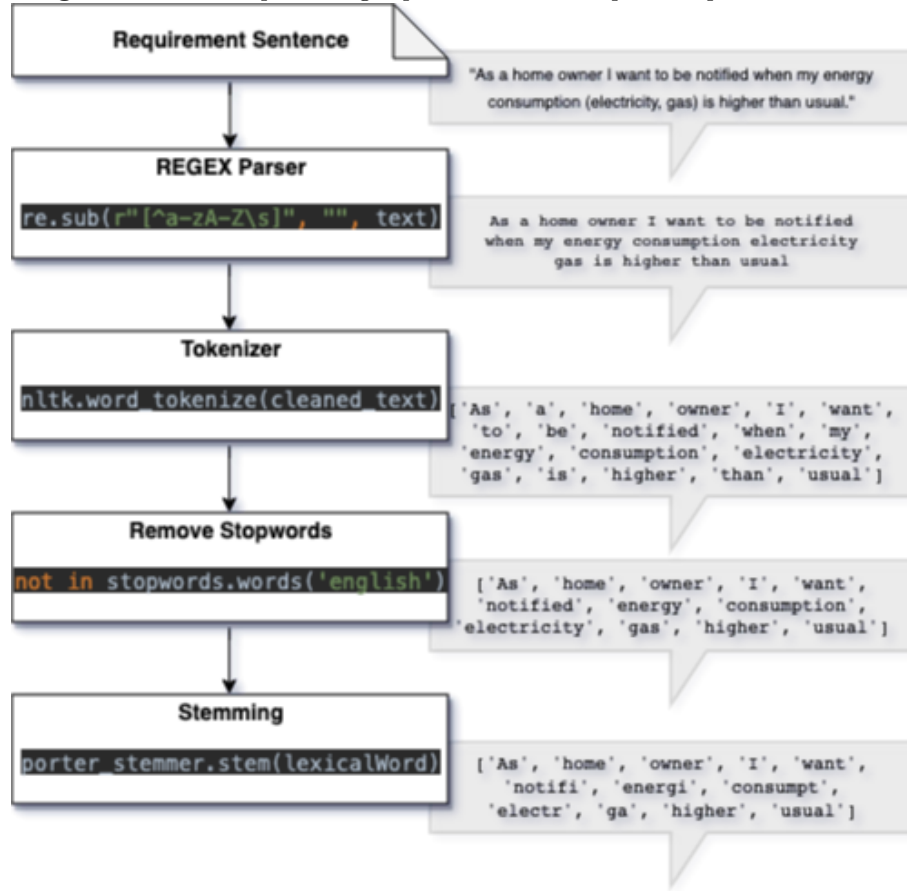 Requirement Sentence
"As a home owner I want to be notified when my energy
consumption (electricity, gas) is higher than usual."
REGEX Parser
re.sub(r"[^a-zA-Z\s]", "", text)
As a home owner I want to be notified
when my energy consumption electricity
gas is higher than usual
Tokenizer
nltk.word_tokenize(cleaned_text)
['As', 'a', 'home', 'owner', 'I', 'want',
'to', 'be', 'notified', 'when', 'my',
'energy', 'consumption', 'electricity',
'gas', 'is', 'higher', 'than', 'usual']
Remove Stopwords
not in stopwords.words('english')
['As', 'home', 'owner', 'I', 'want',
'notified', 'energy', 'consumption',
'electricity', 'gas', 'higher', 'usual']
Stemming
porter_stemmer.stem(lexicalWord)
['As', 'home', 'owner', 'I', 'want',
'notifi', 'energi', 'consumpt',
'electr', 'ga', 'higher', 'usual']